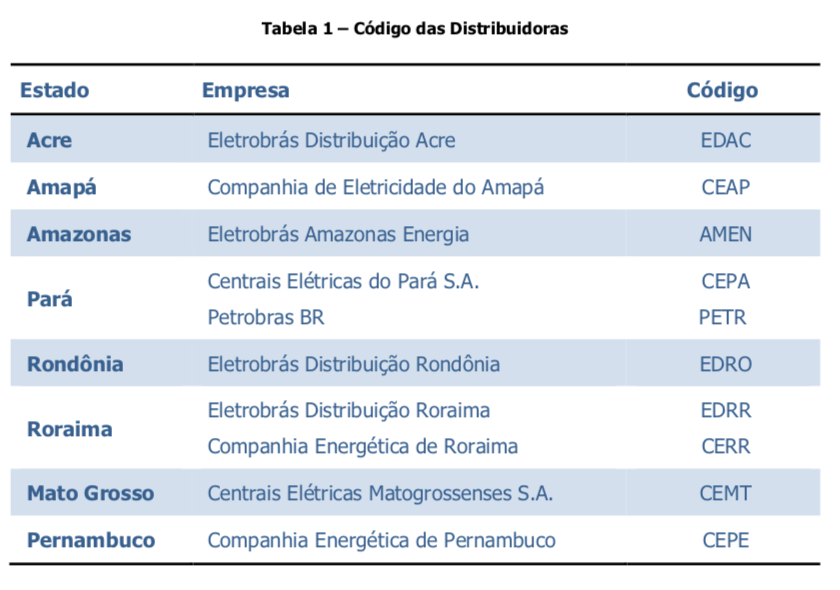 Tabela 1 – Código das Distribuidoras
Estado Empresa Código
Acre Eletrobrás Distribuição Acre EDAC
Amapá Companhia de Eletricidade do Amapá CEAP
Amazonas Eletrobrás Amazonas Energia AMEN
Pará Centrais Elétricas do Pará S.A. CEPA
Petrobras BR PETR
Rondônia Eletrobrás Distribuição Rondônia EDRO
Roraima Eletrobrás Distribuição Roraima EDRR
Companhia Energética de Roraima CERR
Mato Grosso Centrais Elétricas Matogrossenses S.A. CEMT
Pernambuco Companhia Energética de Pernambuco CEPE